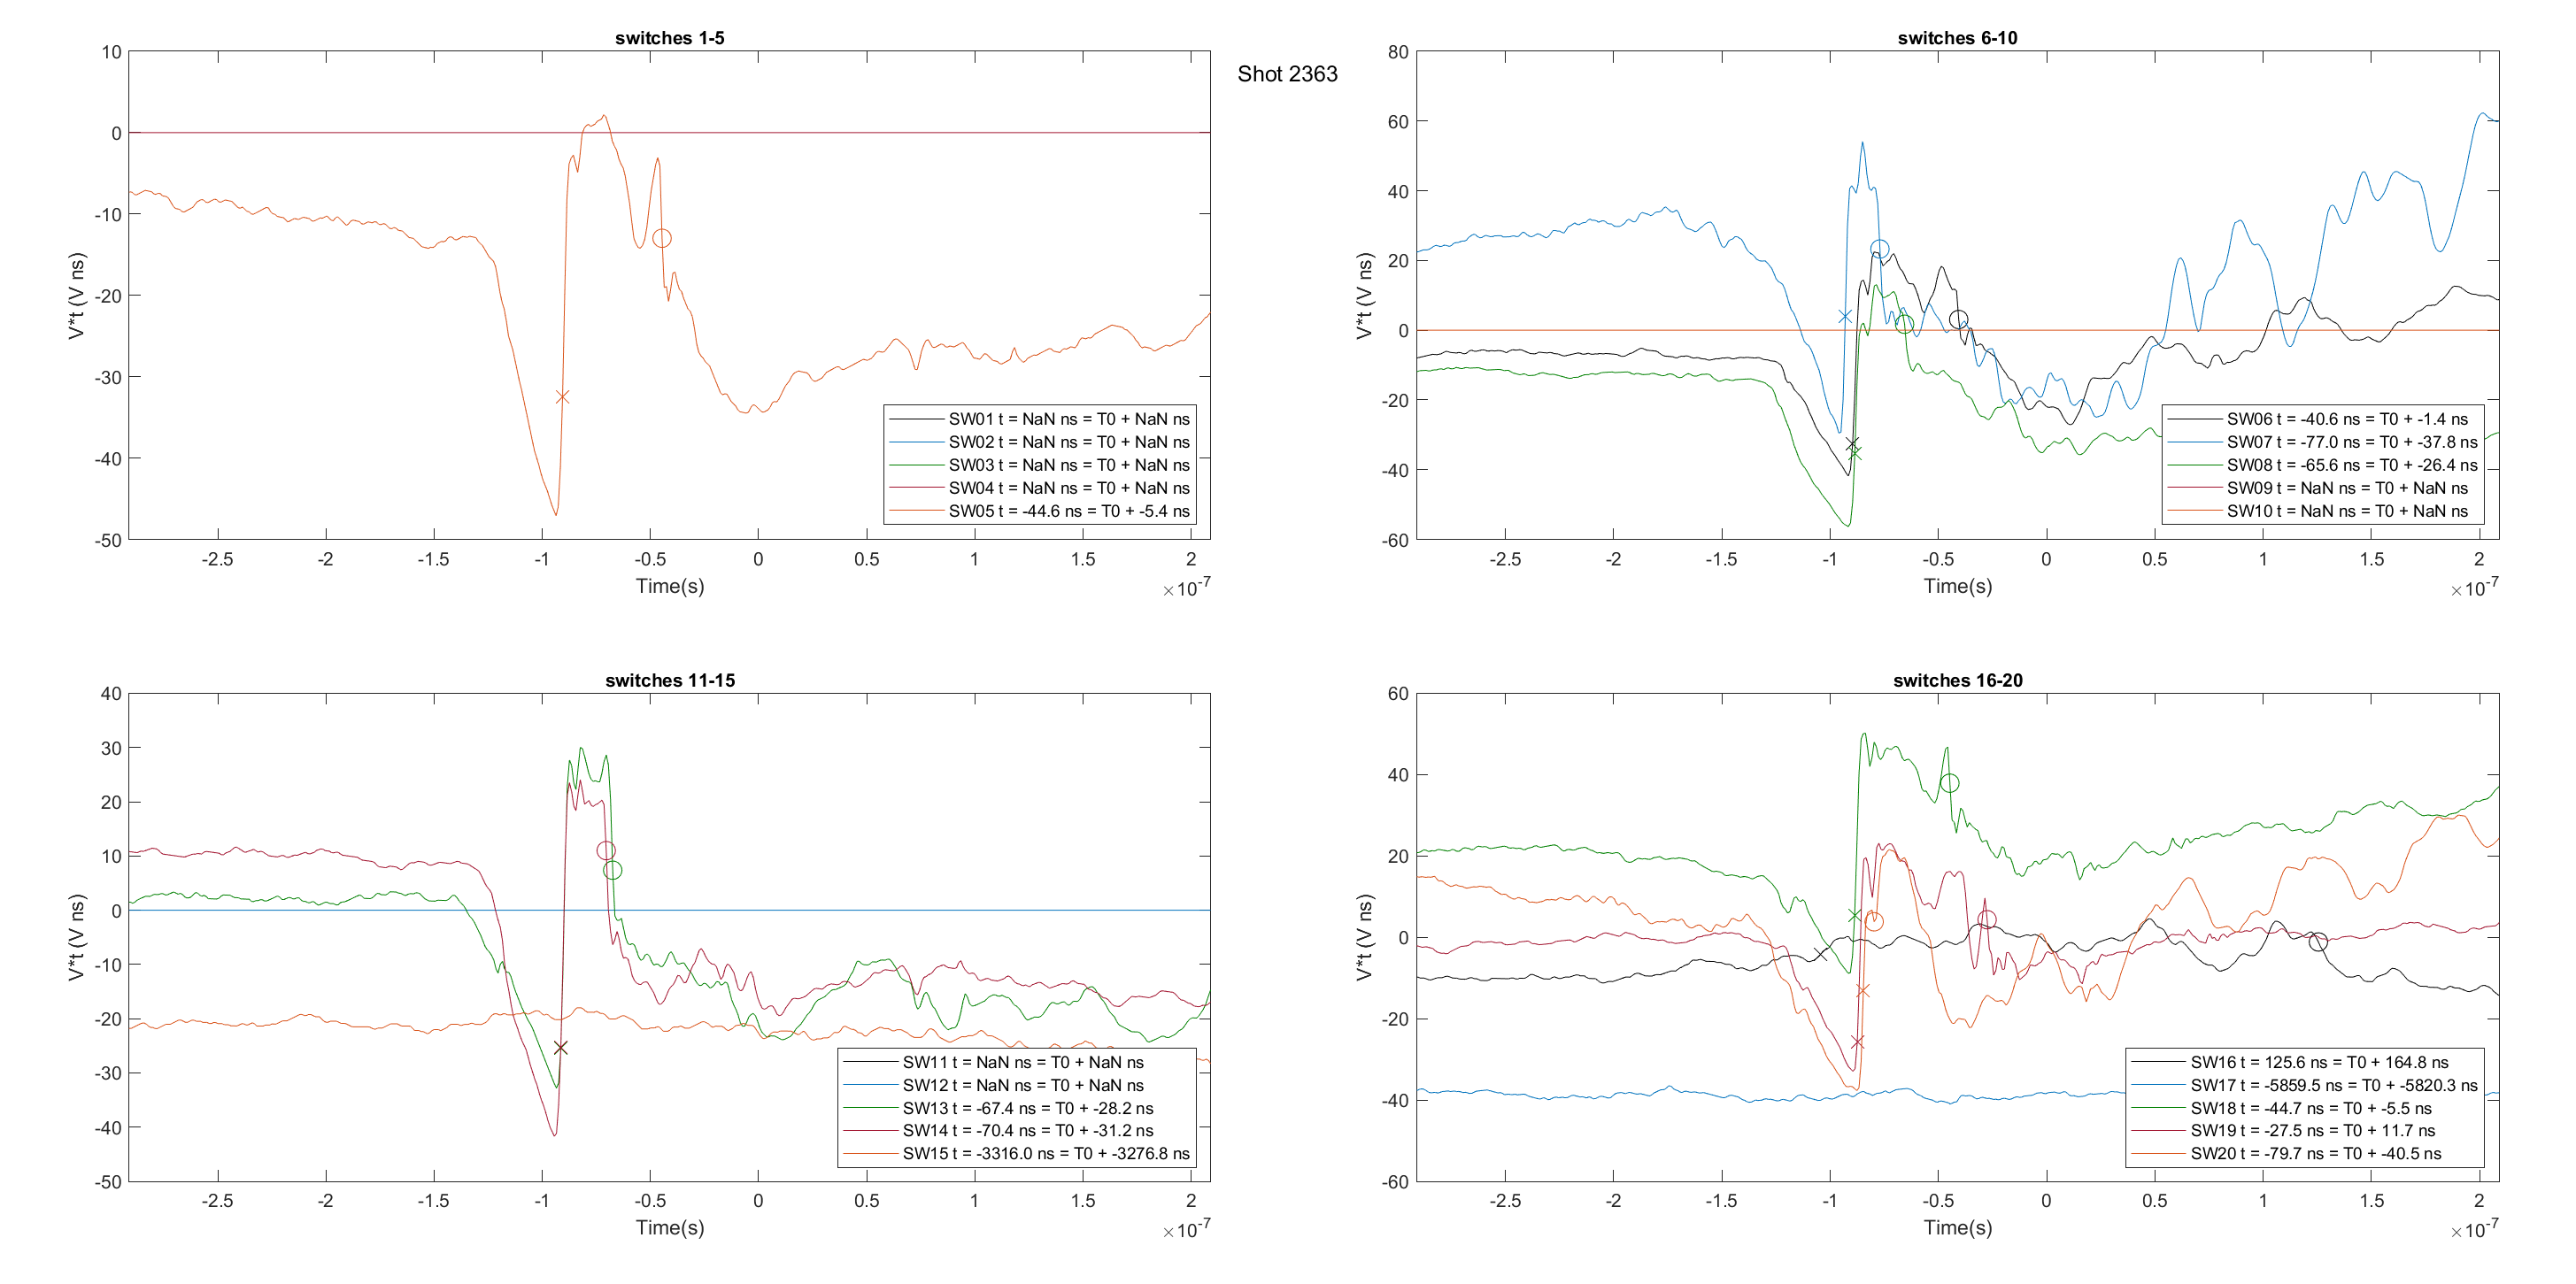 Shot 2363
switches 1-5
10
0
-10
-20
-30
-40
-50
V*t (V ns)
-2.5 -2 -1.5 -1 -0.5 0 0.5 1 1.5 2
Time(s)
×10-7
SW01 t = NaN ns = T0 + NaN ns
SW02 t = NaN ns = T0 + NaN ns
SW03 t = NaN ns = T0 + NaN ns
SW04 t = NaN ns = T0 + NaN ns
SW05 t = -44.6 ns = T0 + -5.4 ns
switches 6-10
80
60
40
20
0
-20
-40
-60
V*t (V ns)
-2.5 -2 -1.5 -1 -0.5 0 0.5 1 1.5 2
Time(s)
×10-7
SW06 t = -40.6 ns = T0 + -1.4 ns
SW07 t = -77.0 ns = T0 + -37.8 ns
SW08 t = -65.6 ns = T0 + -26.4 ns
SW09 t = NaN ns = T0 + NaN ns
SW10 t = NaN ns = T0 + NaN ns
switches 11-15
40
30
20
10
0
-10
-20
-30
-40
-50
V*t (V ns)
-2.5 -2 -1.5 -1 -0.5 0 0.5 1 1.5 2
Time(s)
×10-7
SW11 t = NaN ns = T0 + NaN ns
SW12 t = NaN ns = T0 + NaN ns
SW13 t = -67.4 ns = T0 + -28.2 ns
SW14 t = -70.4 ns = T0 + -31.2 ns
SW15 t = -3316.0 ns = T0 + -3276.8 ns
switches 16-20
60
40
20
0
-20
-40
-60
V*t (V ns)
-2.5 -2 -1.5 -1 -0.5 0 0.5 1 1.5 2
Time(s)
×10-7
SW16 t = 125.6 ns = T0 + 164.8 ns
SW17 t = -5859.5 ns = T0 + -5820.3 ns
SW18 t = -44.7 ns = T0 + -5.5 ns
SW19 t = -27.5 ns = T0 + 11.7 ns
SW20 t = -79.7 ns = T0 + -40.5 ns